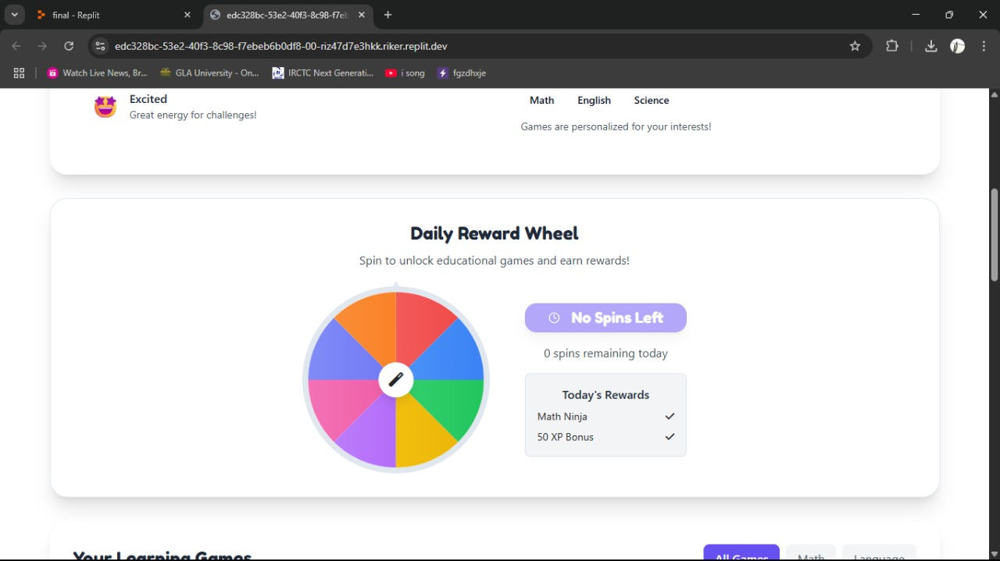 final - Replit
edc328bc-53e2-40f3-8c98-f7eb
edc328bc-53e2-40f3-8c98-f7ebeb6b0df8-00-riz47d7e3hkk.riker.replit.dev
Watch Live News, Br...
GLA University - On...
IRCTC Next Generati...
i song
fgzdhxje
Excited
Great energy for challenges!
Math English Science
Games are personalized for your interests!
Daily Reward Wheel
Spin to unlock educational games and earn rewards!
No Spins Left
0 spins remaining today
Today's Rewards
Math Ninja
50 XP Bonus
Your Learning Games
All Games Math Language